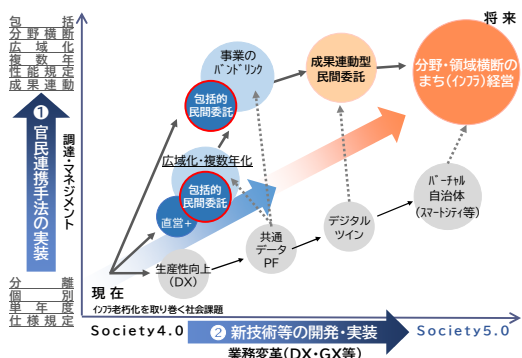 包括
分野横断
広域化
複数年
性能規定
成果連動
❶官民連携手法の実装
調達・マネジメント
分離
個別
単年度
仕様規定
将来
事業の
バンドリンク
包括的
民間委託
成果連動型
民間委託
分野・領域横断の
まち(インフラ)経営
広域化・複数年化
包括的
民間委託
直営+
生産性向上
(DX)
共通
データ
PF
デジタル
ツイン
バーチャル
自治体
(スマートシティ等)
現在
インフラ老朽化を取り巻く社会課題
Society4.0
❷ 新技術等の開発・実装
Society5.0
業務変革(DX・GX等)